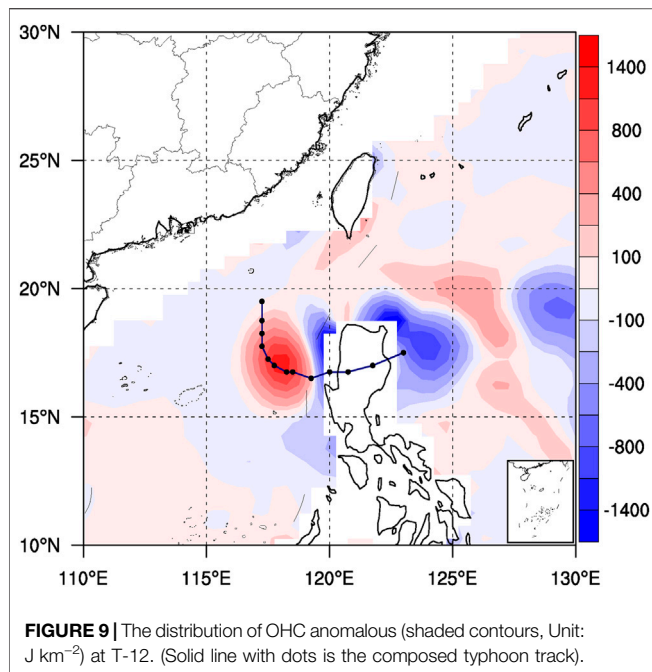 30°N
25°N
20°N
15°N
10°N
110°E 115°E 120°E 125°E 130°E
1400
800
400
100
-100
-400
-800
-1400
FIGURE 9 | The distribution of OHC anomalous (shaded contours, Unit:
J km−2) at T-12. (Solid line with dots is the composed typhoon track).